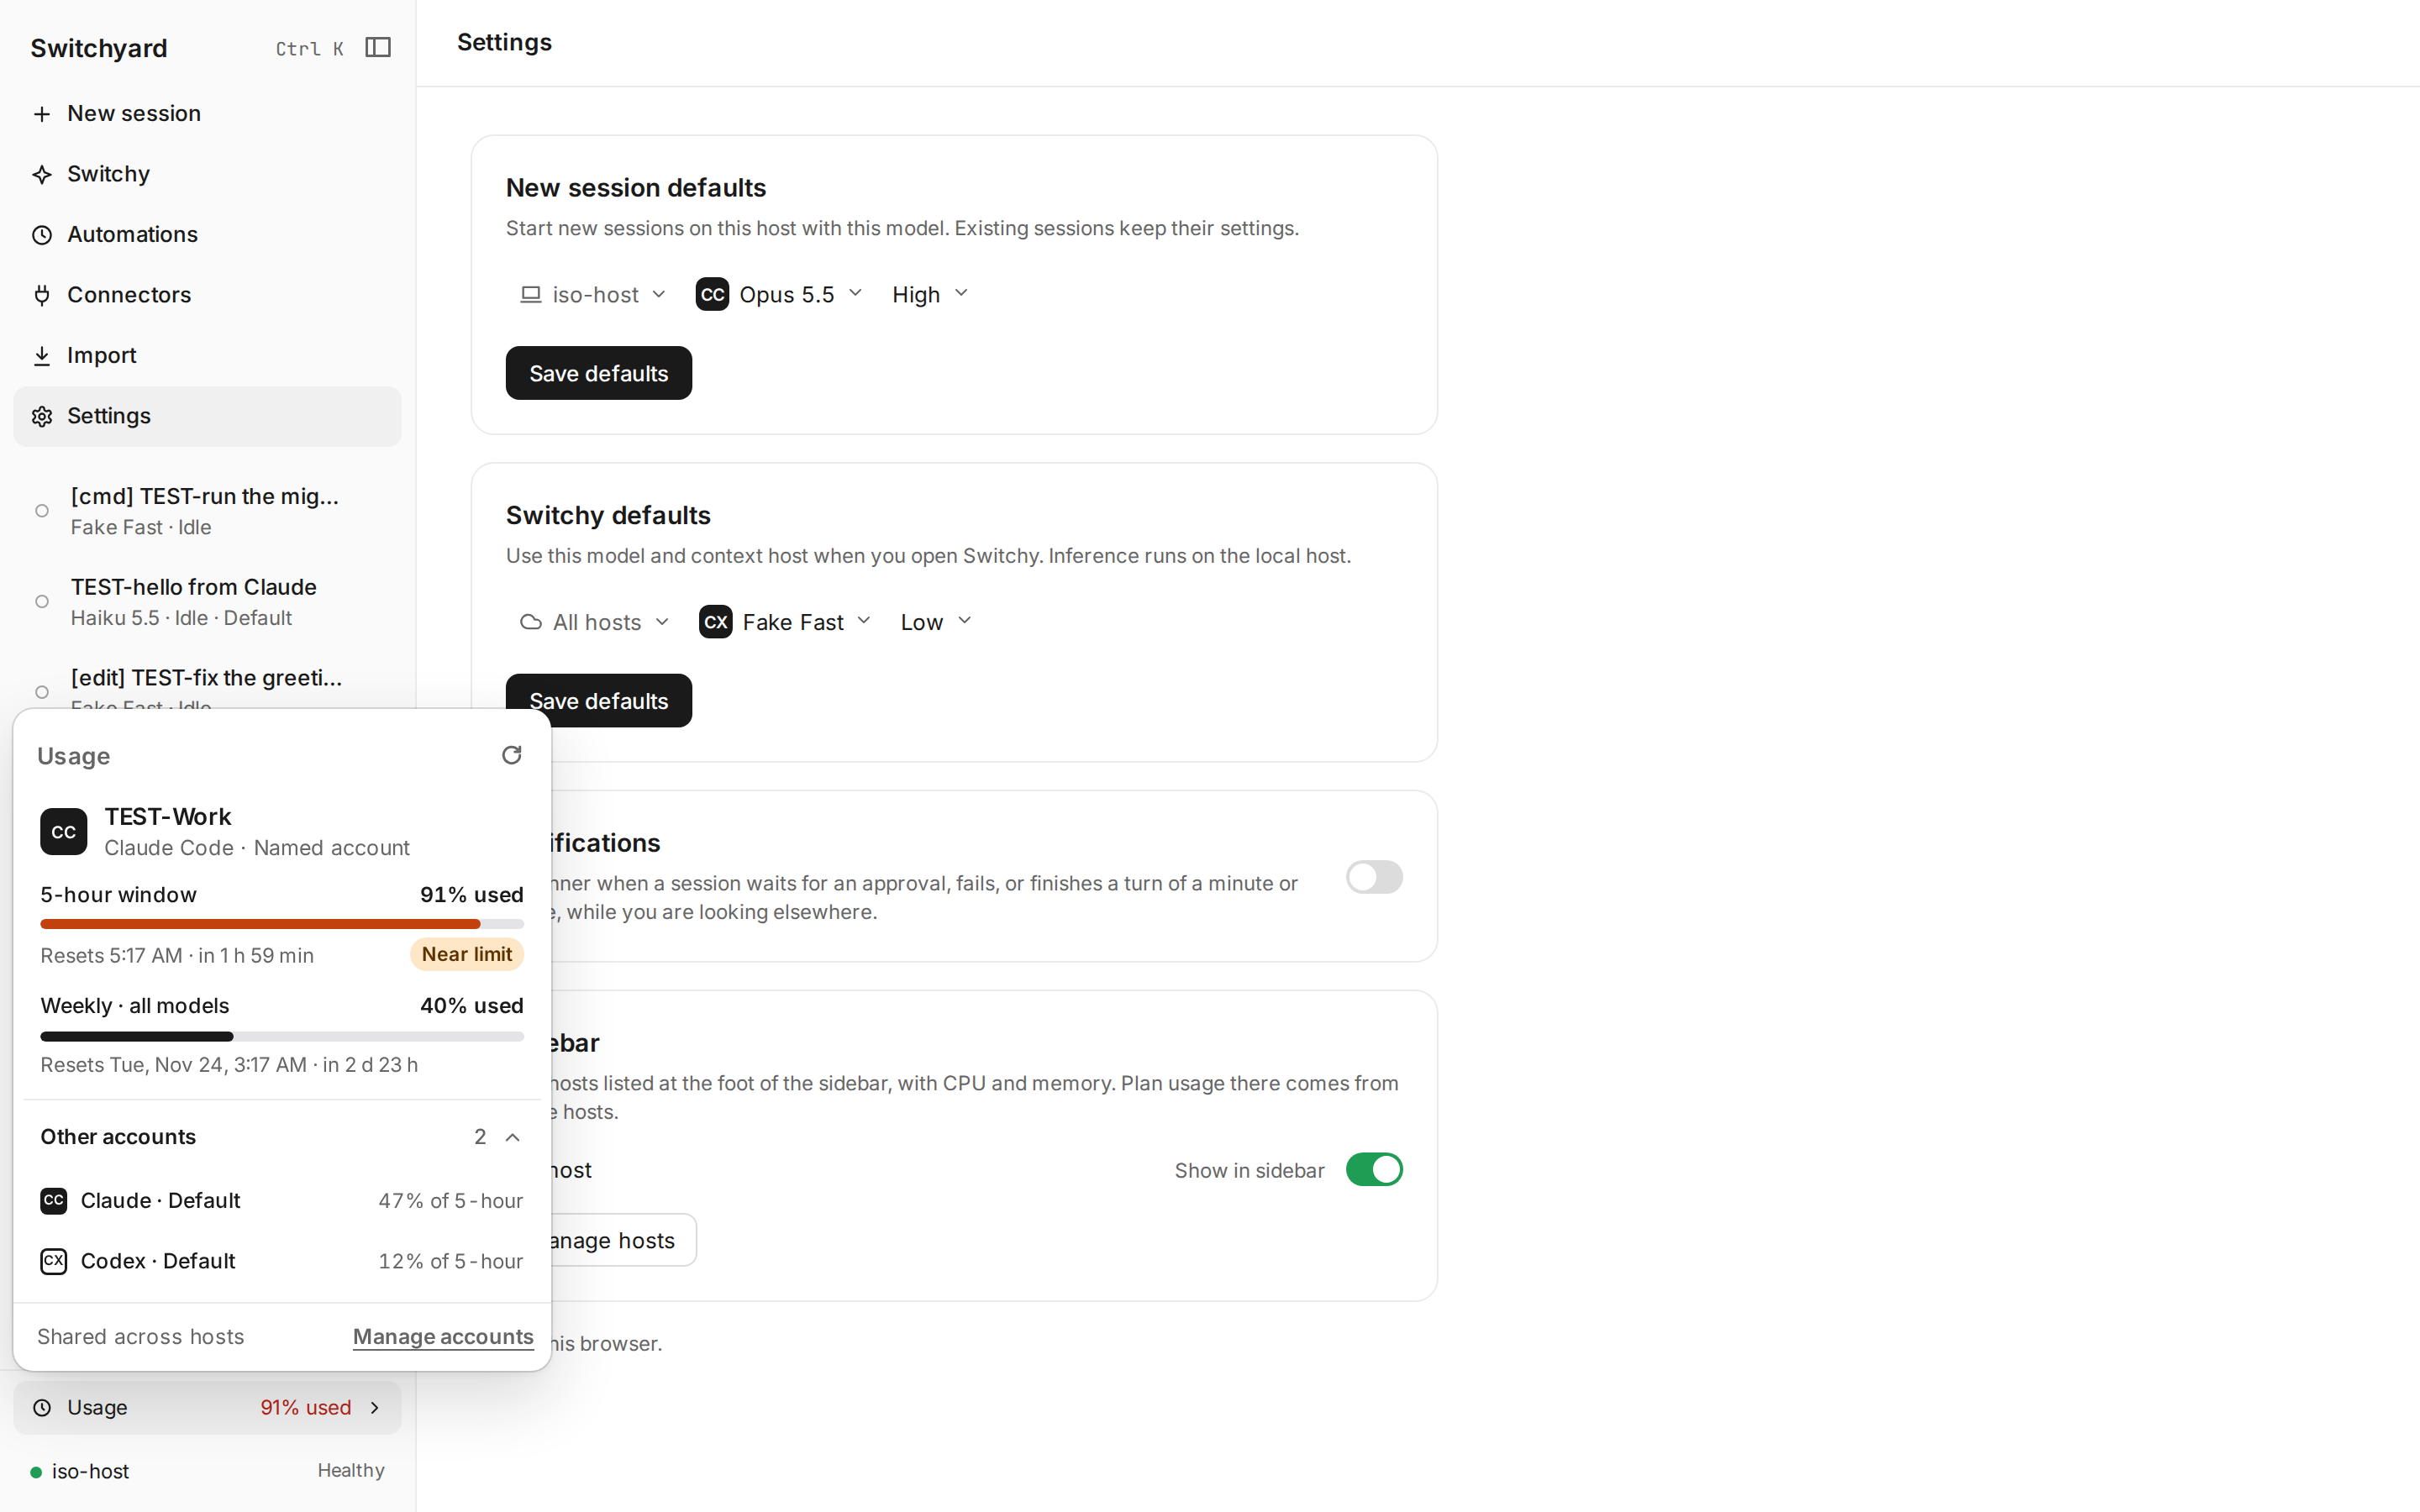 Switchyard
Ctrl K
New session
Switchy
Automations
Connectors
Import
Settings
[cmd] TEST-run the mig...
Fake Fast · Idle
TEST-hello from Claude
Haiku 5.5 · Idle · Default
[edit] TEST-fix the greeti...
Fake Fast · Idle
Usage
CC
TEST-Work
Claude Code · Named account
5-hour window
91% used
Resets 5:17 AM · in 1 h 59 min
Near limit
Weekly · all models
40% used
Resets Tue, Nov 24, 3:17 AM · in 2 d 23 h
Other accounts
2
CC Claude · Default
47% of 5-hour
CX Codex · Default
12% of 5-hour
Shared across hosts
Manage accounts
Usage
91% used
iso-host
Healthy
Settings
New session defaults
Start new sessions on this host with this model. Existing sessions keep their settings.
iso-host
CC Opus 5.5
High
Save defaults
Switchy defaults
Use this model and context host when you open Switchy. Inference runs on the local host.
All hosts
CX Fake Fast
Low
Save defaults
ifications
nner when a session waits for an approval, fails, or finishes a turn of a minute or
e, while you are looking elsewhere.
ebar
hosts listed at the foot of the sidebar, with CPU and memory. Plan usage there comes from
e hosts.
host
Show in sidebar
anage hosts
his browser.